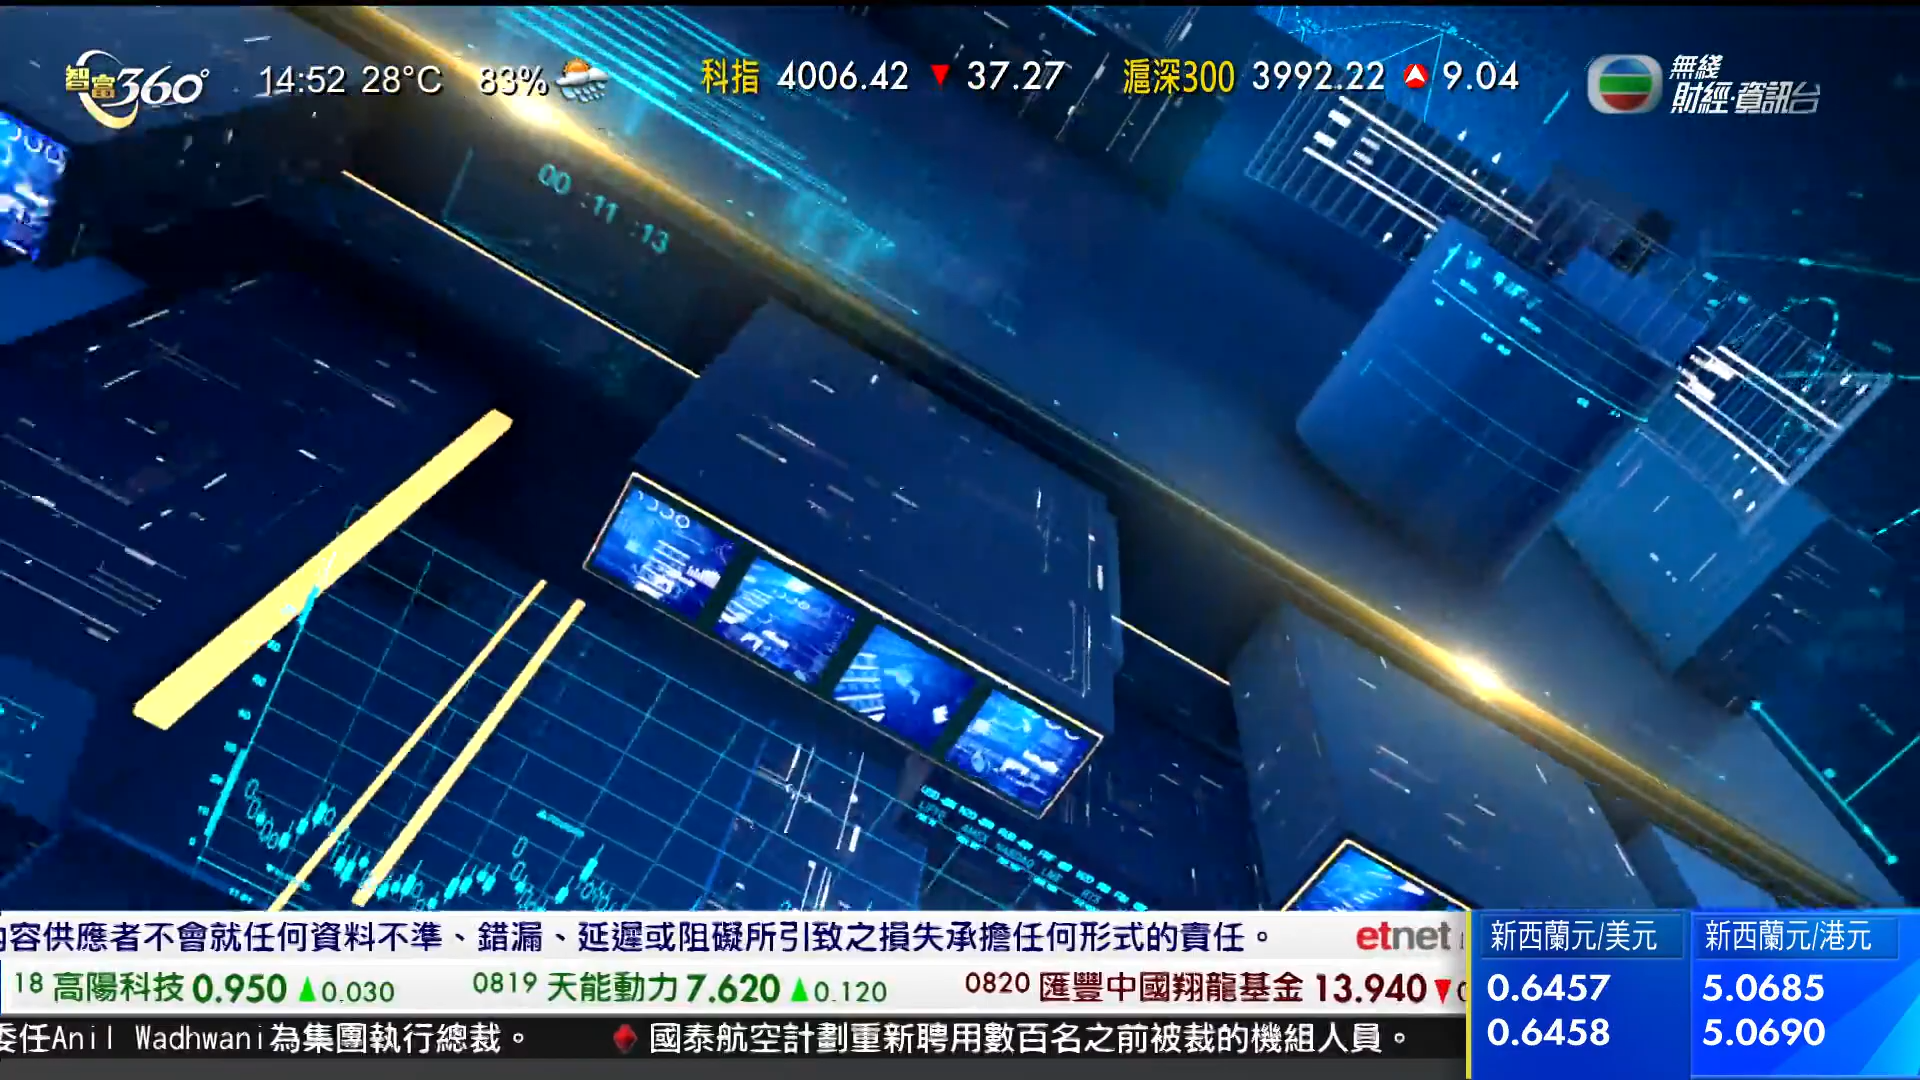 智富360°
14:52 28°C 83%
科指 4006.42 ▼ 37.27 滬深300 3992.22 ▲ 9.04
無綫
財經·資訊台
00 :11 :13
內容供應者不會就任何資料不準、錯漏、延遲或阻礙所引致之損失承擔任何形式的責任。
etnet
18 高陽科技 0.950 ▲0.030 0819 天能動力 7.620 ▲0.120 0820 匯豐中國翔龍基金 13.940 ▼
委任Anil Wadhwani為集團執行總裁。 國泰航空計劃重新聘用數百名之前被裁的機組人員。
新西蘭元/美元
0.6457
0.6458
新西蘭元/港元
5.0685
5.0690